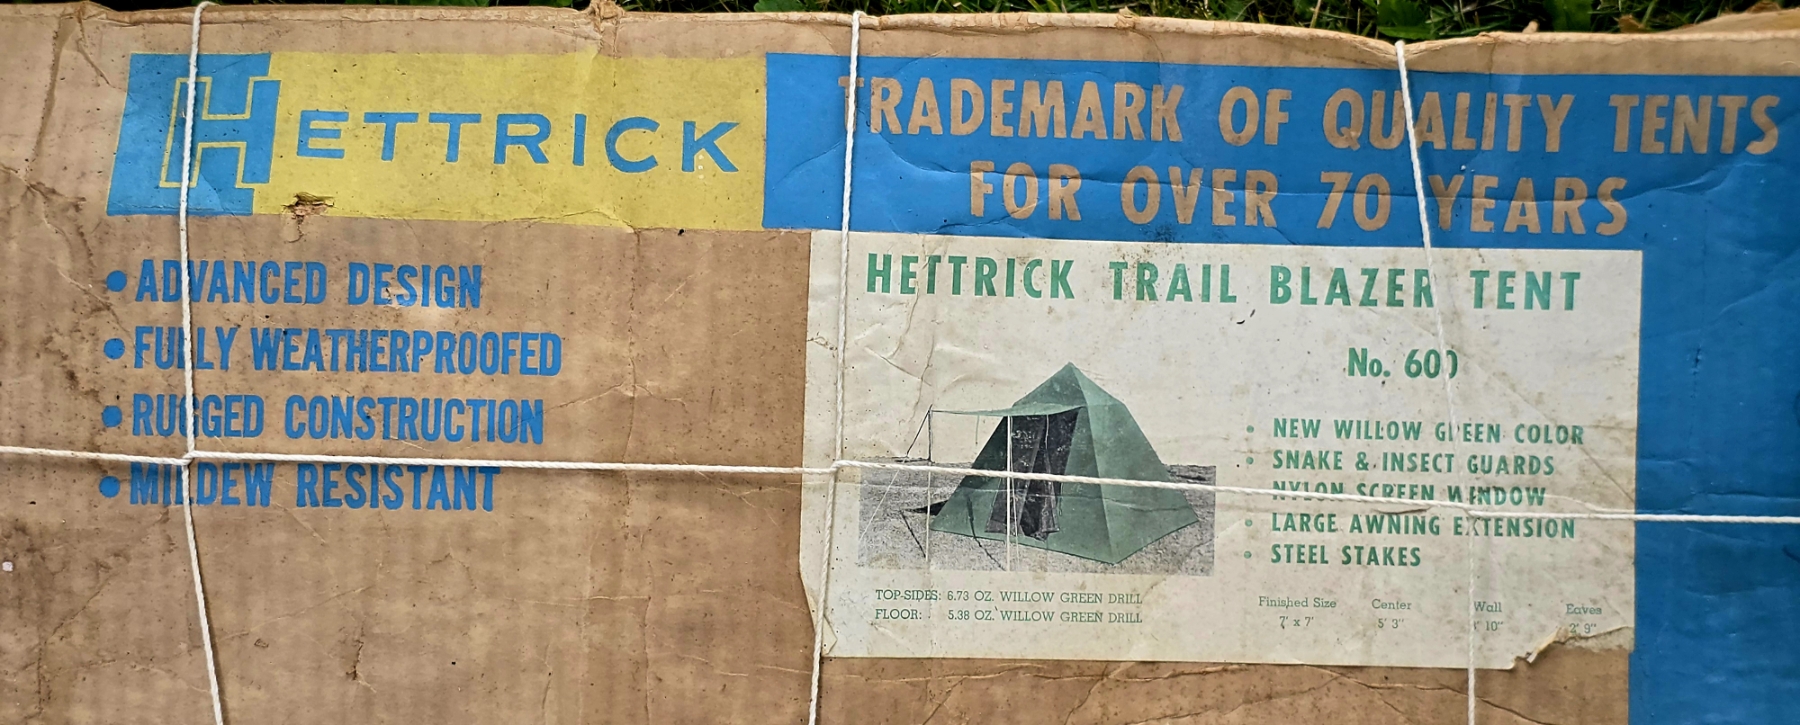 HETTRICK
TRADEMARK OF QUALITY TENTS
FOR OVER 70 YEARS
• ADVANCED DESIGN
• FULLY WEATHERPROOFED
• RUGGED CONSTRUCTION
• MILDEW RESISTANT
HETTRICK TRAIL BLAZER TENT
No. 600
• NEW WILLOW GREEN COLOR
• SNAKE & INSECT GUARDS
NYLON SCREEN WINDOW
• LARGE AWNING EXTENSION
• STEEL STAKES
TOP-SIDES: 6.73 OZ. WILLOW GREEN DRILL
FLOOR: 5.38 OZ. WILLOW GREEN DRILL
Finished Size Center Wall Eaves
7' x 7' 5' 3" 10" 2' 9"